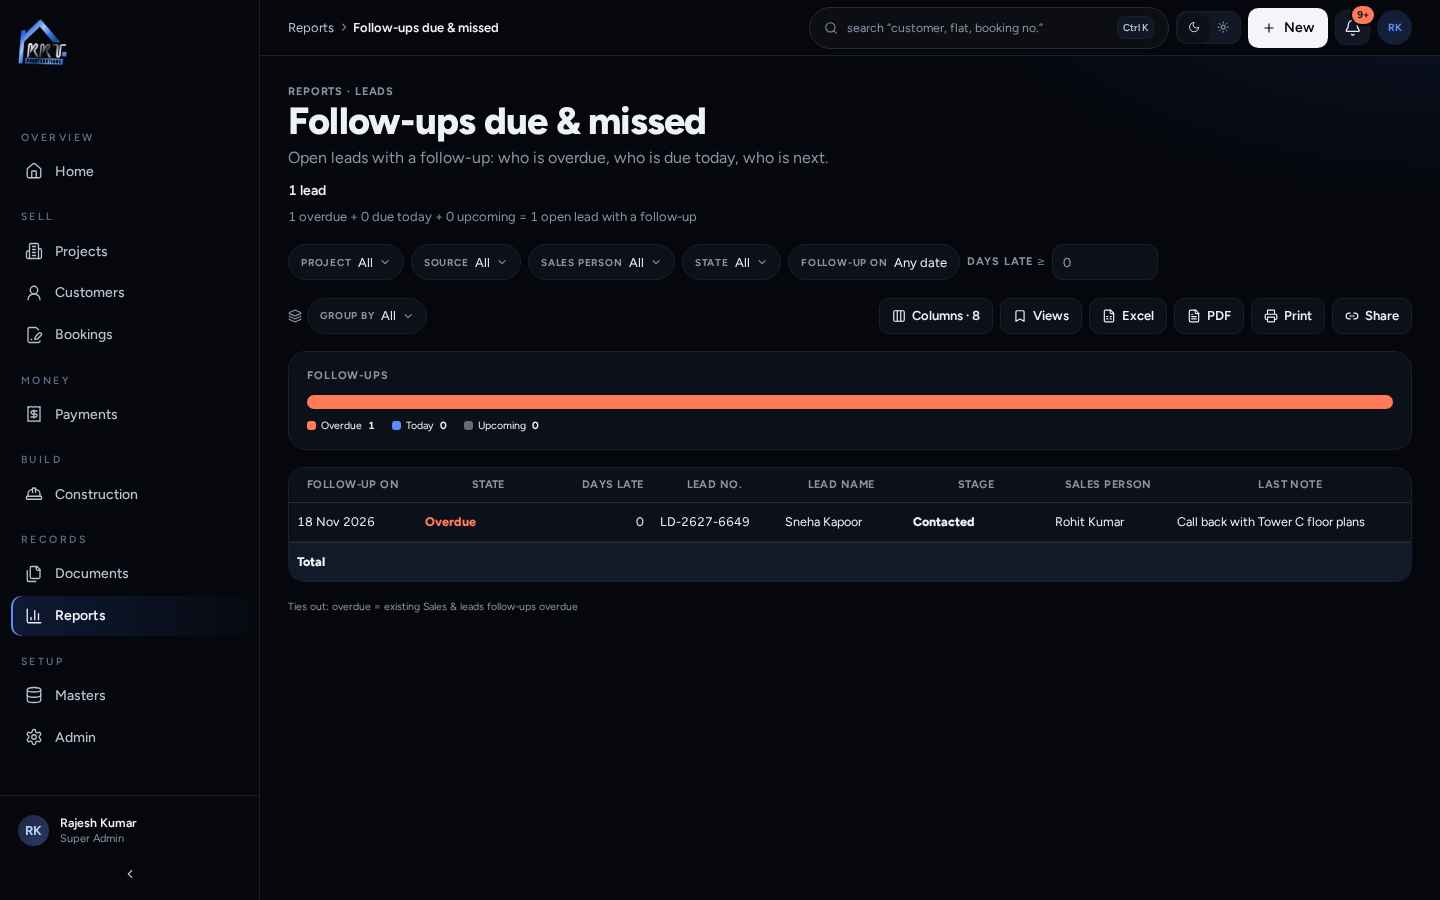 Reports > Follow-ups due & missed
search “customer, flat, booking no.” Ctrl K
New
9+
RK
OVERVIEW
Home
SELL
Projects
Customers
Bookings
MONEY
Payments
BUILD
Construction
RECORDS
Documents
Reports
SETUP
Masters
Admin
RK
Rajesh Kumar
Super Admin
REPORTS · LEADS
Follow-ups due & missed
Open leads with a follow-up: who is overdue, who is due today, who is next.
1 lead
1 overdue + 0 due today + 0 upcoming = 1 open lead with a follow-up
PROJECT All SOURCE All SALES PERSON All STATE All FOLLOW-UP ON Any date DAYS LATE ≥ 0
GROUP BY All Columns · 8 Views Excel PDF Print Share
FOLLOW-UPS
Overdue 1 Today 0 Upcoming 0
FOLLOW-UP ON STATE DAYS LATE LEAD NO. LEAD NAME STAGE SALES PERSON LAST NOTE
18 Nov 2026 Overdue 0 LD-2627-6649 Sneha Kapoor Contacted Rohit Kumar Call back with Tower C floor plans
Total
Ties out: overdue = existing Sales & leads follow-ups overdue